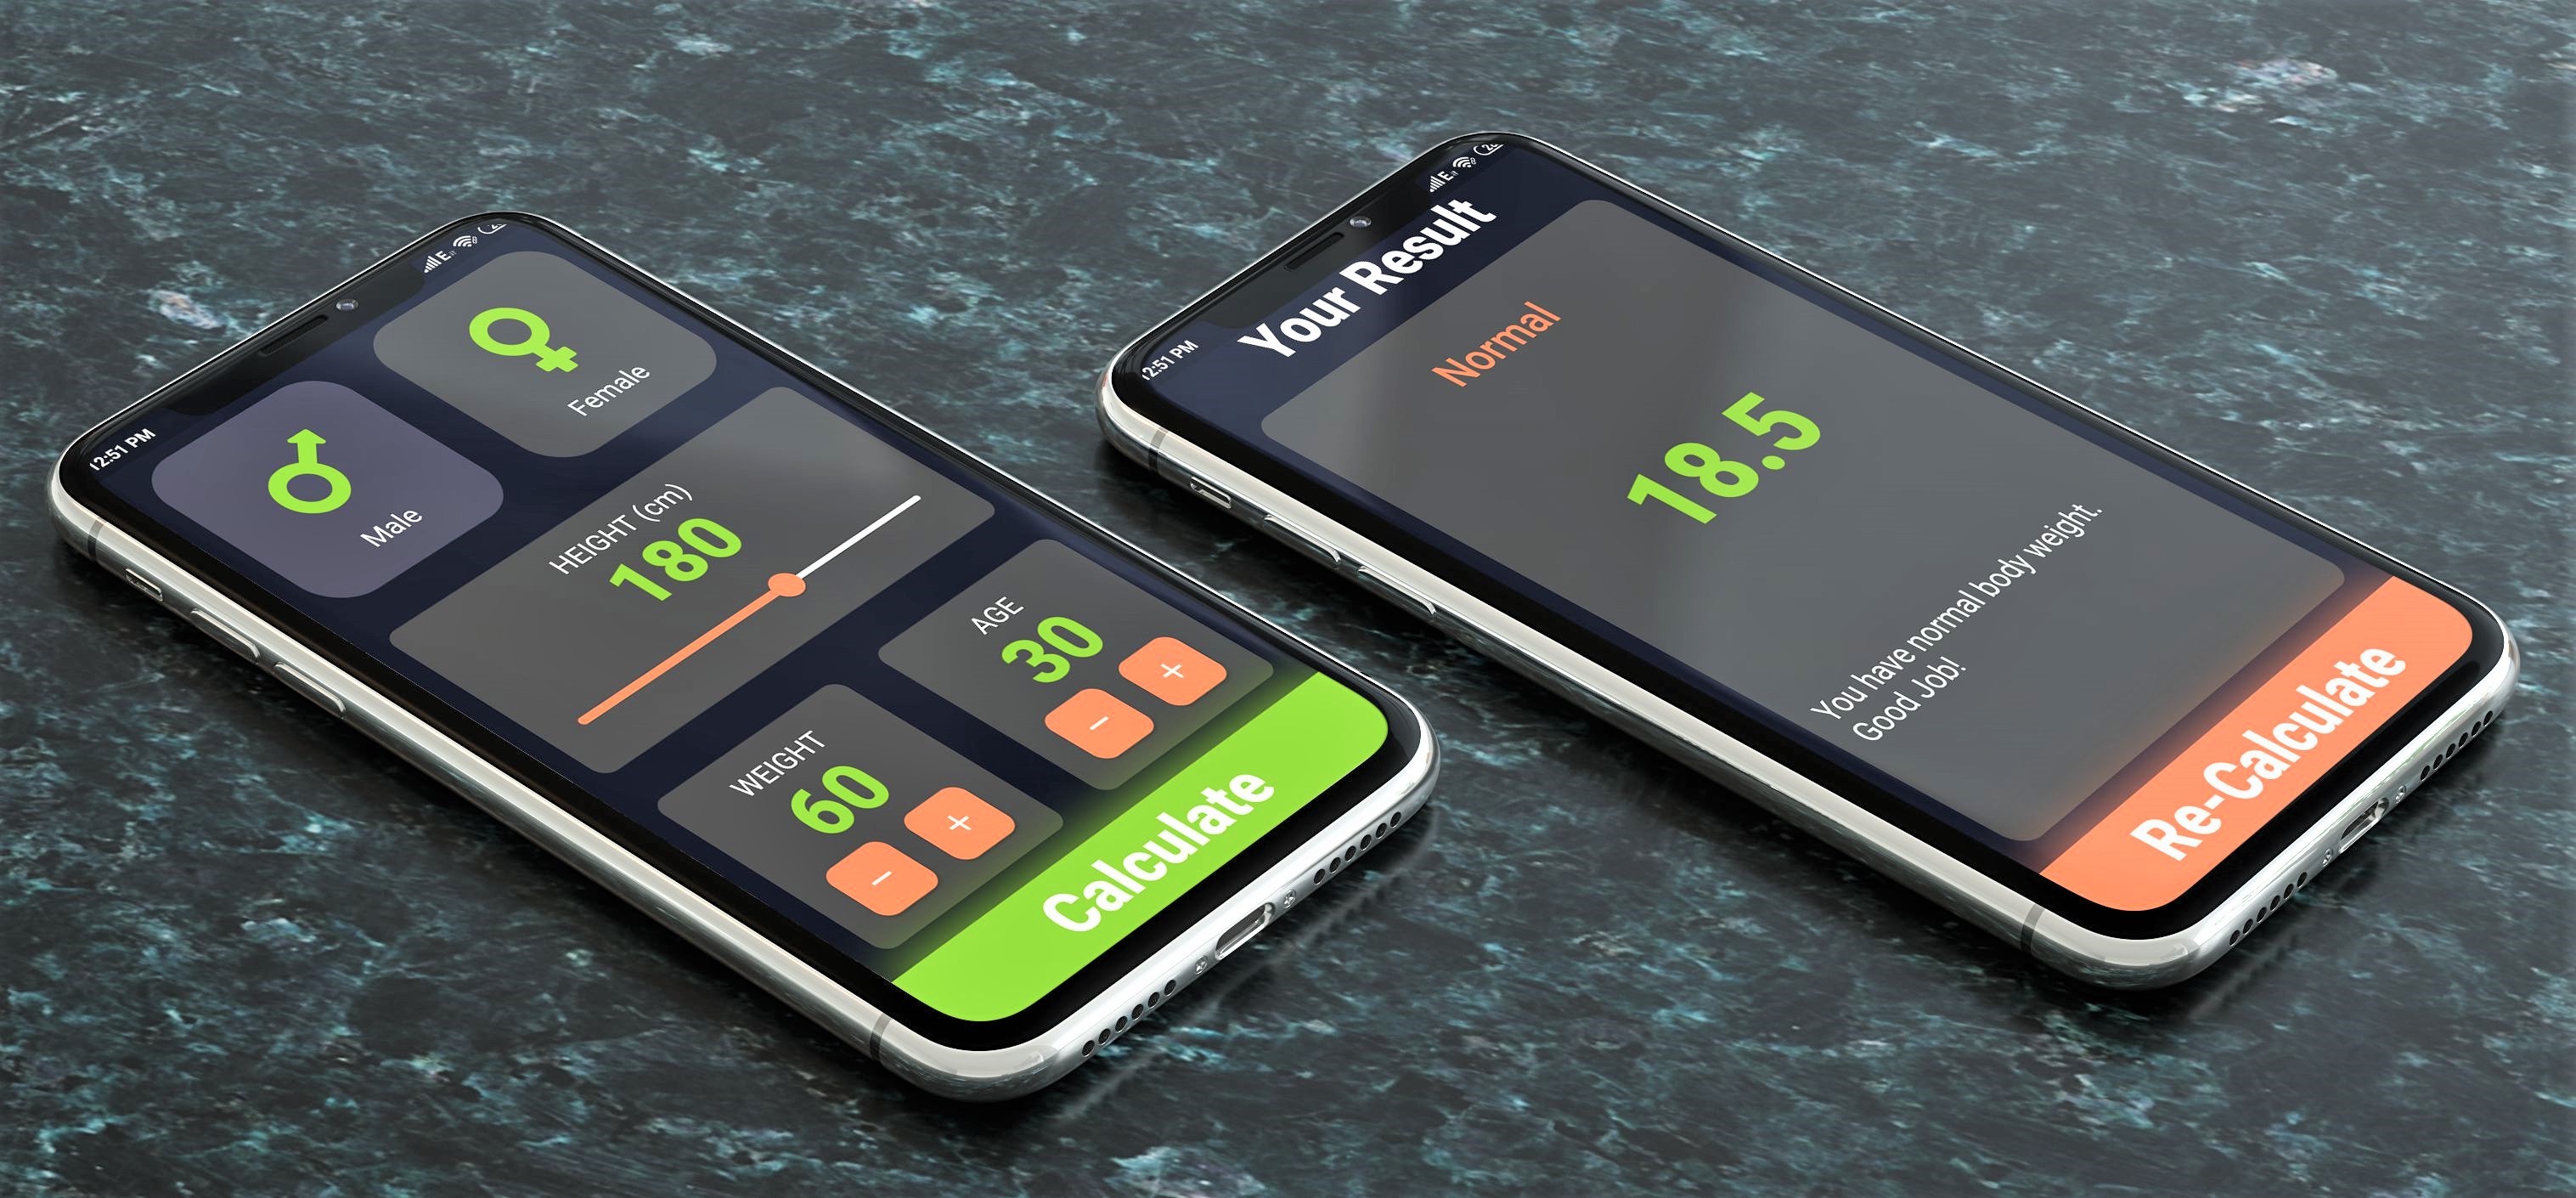 12:51 PM
E
Male
Female
HEIGHT (cm)
180
WEIGHT
60
-
+
AGE
30
-
+
Calculate
12:51 PM
E
Your Result
Normal
18.5
You have normal body weight.
Good Job!
Re-Calculate